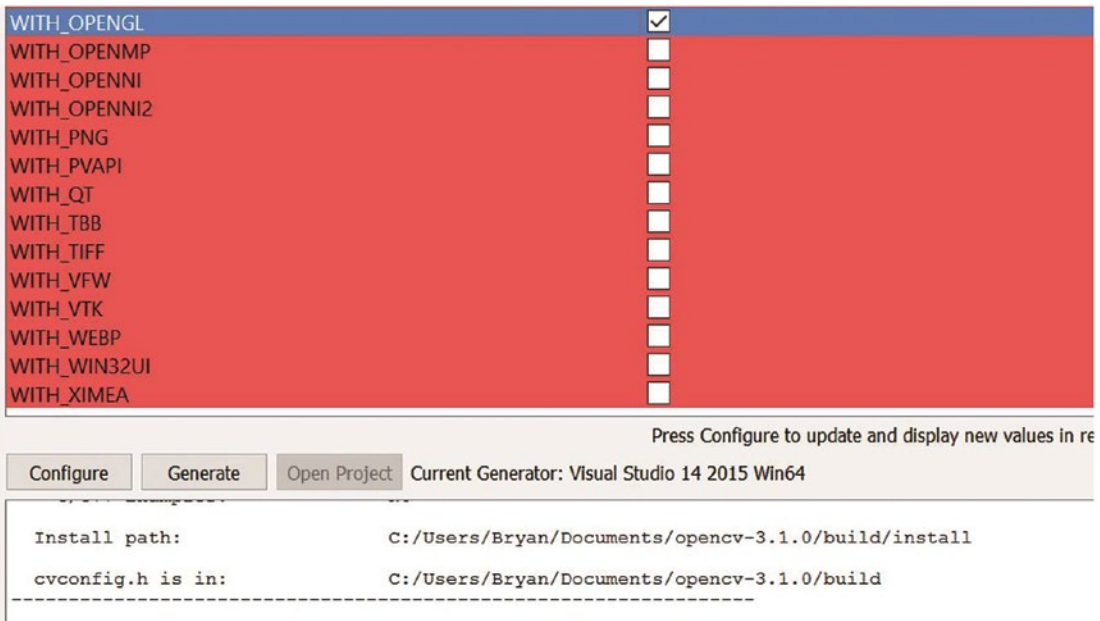 WITH_OPENGL
WITH_OPENMP
WITH_OPENNI
WITH_OPENNI2
WITH_PNG
WITH_PVAPI
WITH_QT
WITH_TBB
WITH_TIFF
WITH_VFW
WITH_VTK
WITH_WEBP
WITH_WIN32UI
WITH_XIMEA
Press Configure to update and display new values in re
Configure Generate Open Project Current Generator: Visual Studio 14 2015 Win64
Install path: C:/Users/Bryan/Documents/opencv-3.1.0/build/install
cvconfig.h is in: C:/Users/Bryan/Documents/opencv-3.1.0/build
-----------------------------------------------------------------